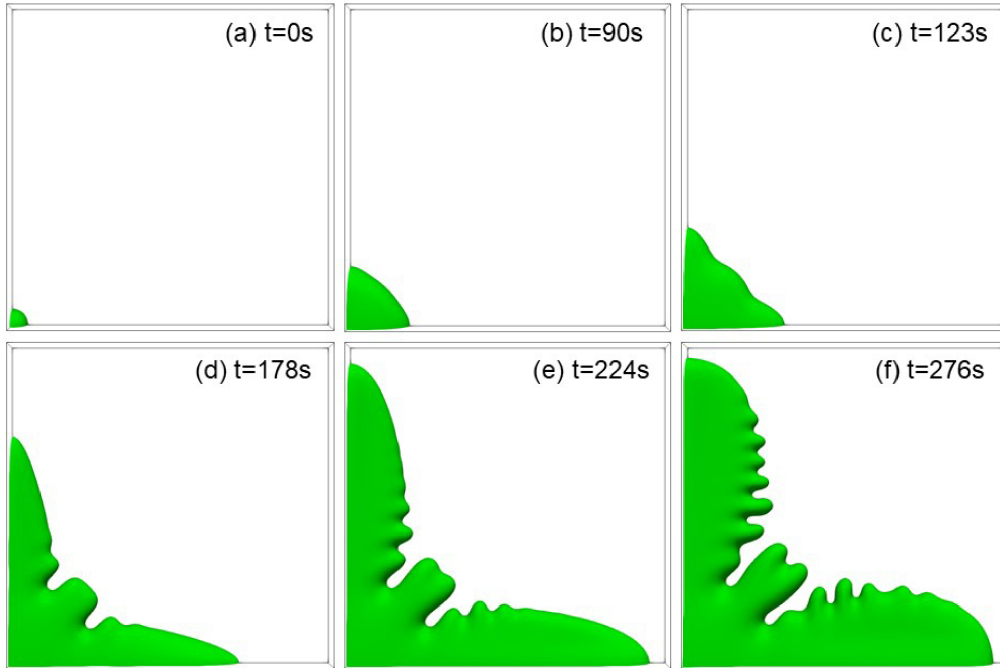 (a) t=0s
(b) t=90s
(c) t=123s
(d) t=178s
(e) t=224s
(f) t=276s